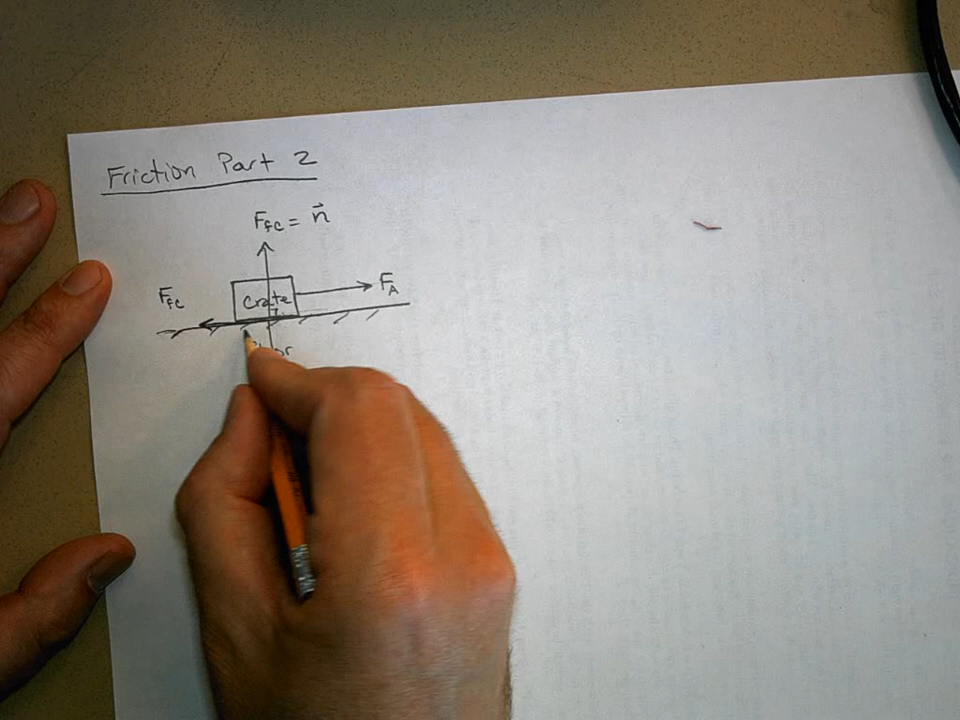 Friction Part 2
F_fc = n⃗
F_fc
Crate
F_A